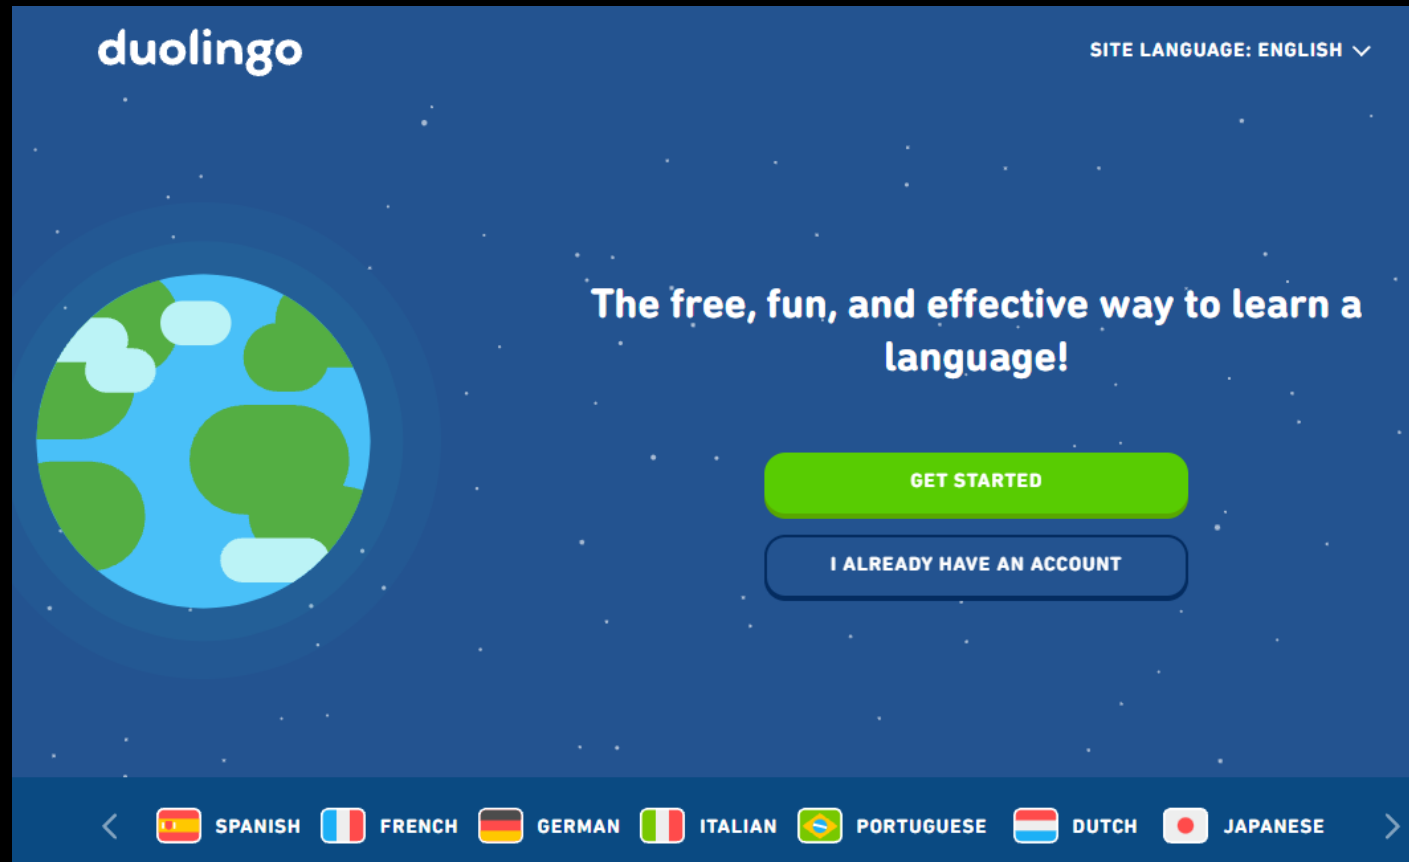 duolingo
SITE LANGUAGE: ENGLISH
The free, fun, and effective way to learn a
language!
GET STARTED
I ALREADY HAVE AN ACCOUNT
SPANISH FRENCH GERMAN ITALIAN PORTUGUESE DUTCH JAPANESE